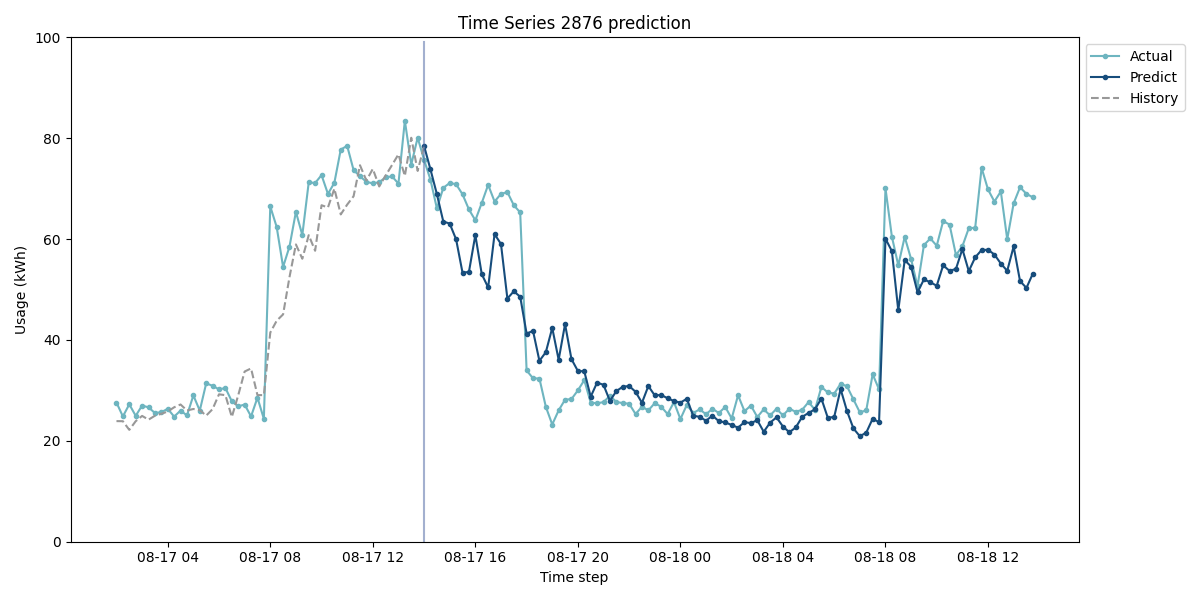 Time Series 2876 prediction
Actual
Predict
History
Usage (kWh)
100
80
60
40
20
0
08-17 04
08-17 08
08-17 12
08-17 16
08-17 20
08-18 00
08-18 04
08-18 08
08-18 12
Time step